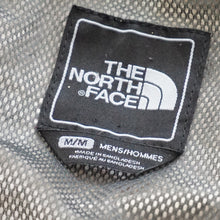 THE
NORTH
FACE
M/M MENS/HOMMES
MADE IN BANGLADESH
FABRIQUÉ AU BANGLADESH